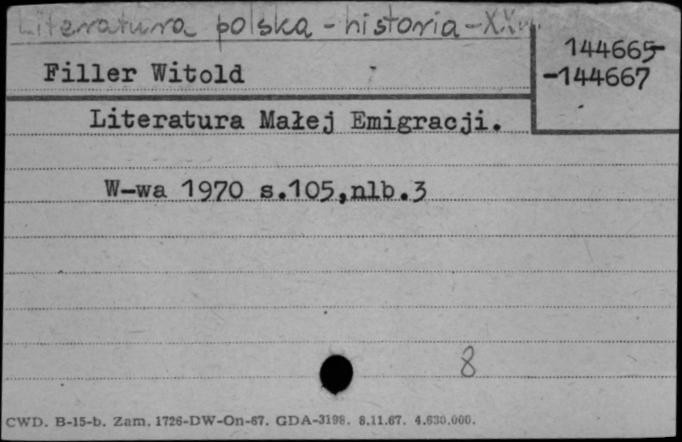 Literatura polska - historia - XX w.
144665-
Filler Witold
-144667
Literatura Małej Emigracji.
W-wa 1970 s.105,nlb.3
8
CWD. B-15-b. Zam. 1726-DW-On-67. GDA-3198. 8.11.67. 4.630.000.